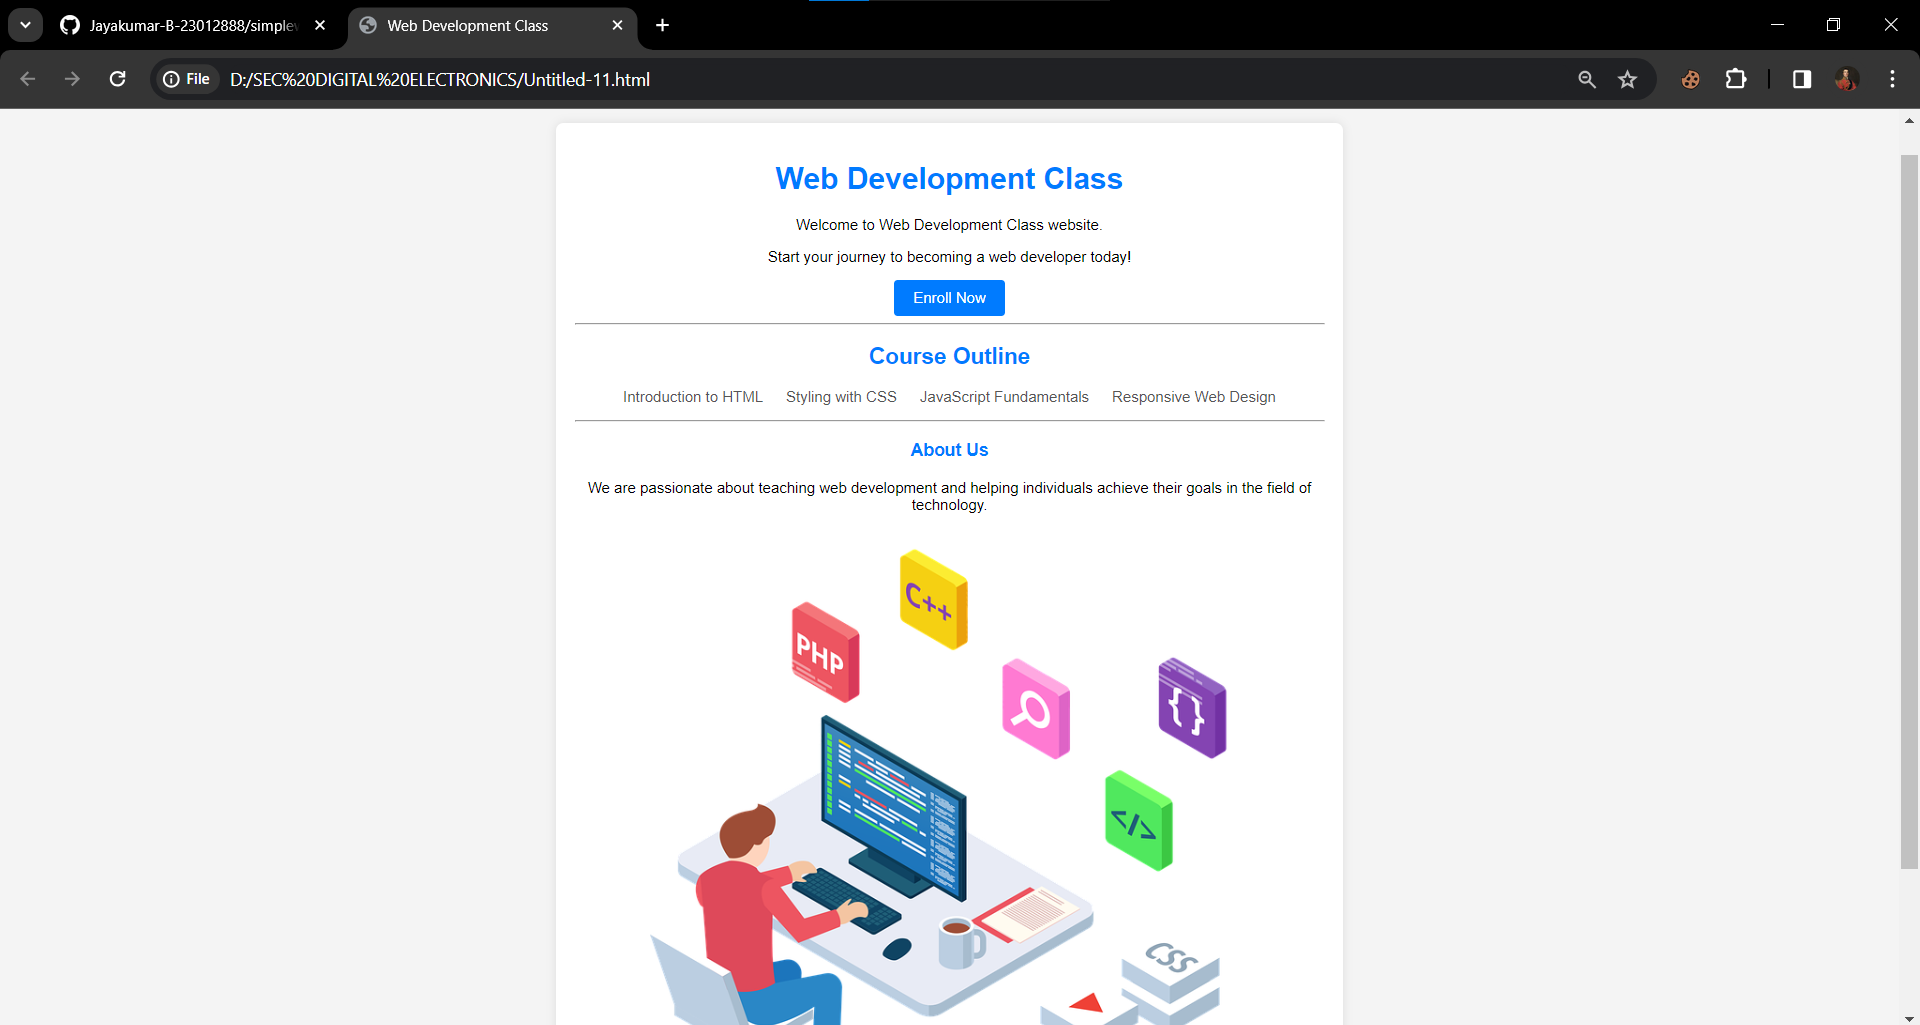 Jayakumar-B-23012888/simplew
Web Development Class
File
D:/SEC%20DIGITAL%20ELECTRONICS/Untitled-11.html
Web Development Class
Welcome to Web Development Class website.
Start your journey to becoming a web developer today!
Enroll Now
Course Outline
Introduction to HTML Styling with CSS JavaScript Fundamentals Responsive Web Design
About Us
We are passionate about teaching web development and helping individuals achieve their goals in the field of
technology.
C++
PHP
{}
</>
CSS